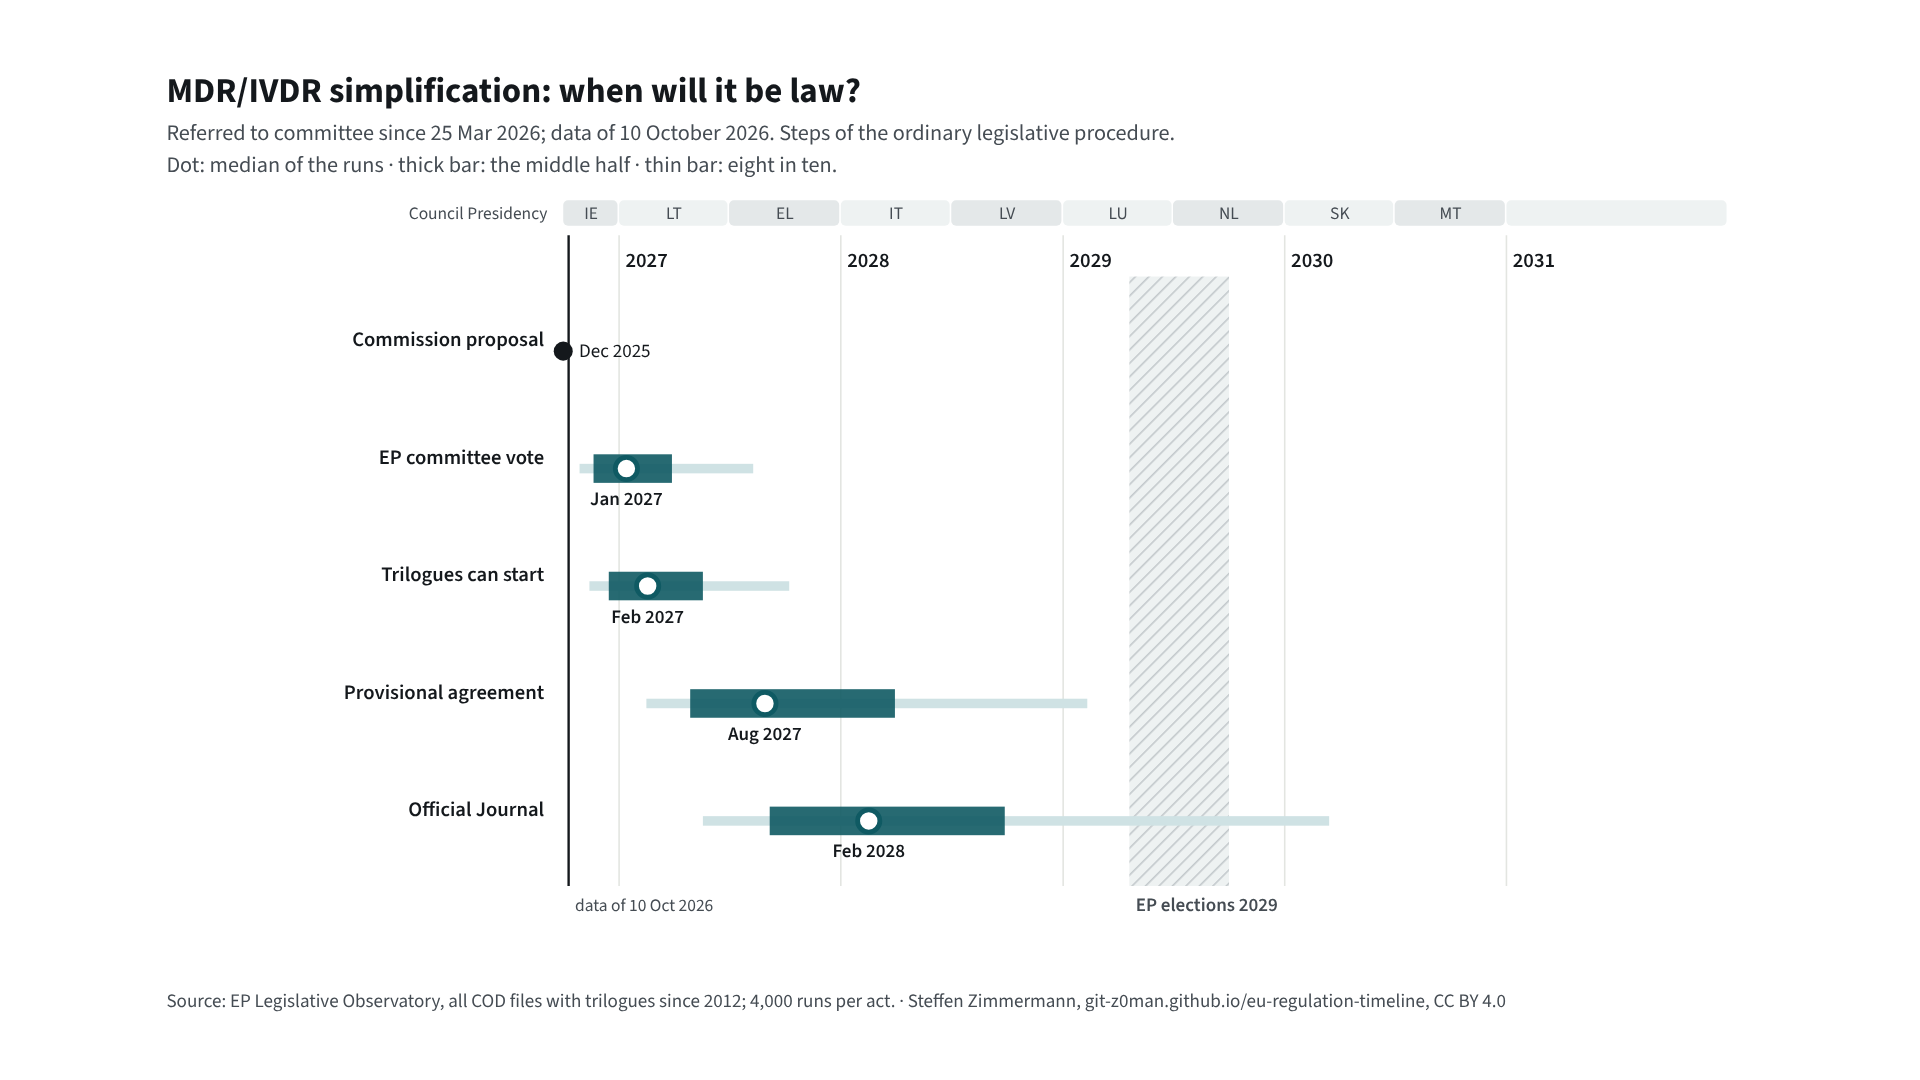 MDR/IVDR simplification: when will it be law?
Referred to committee since 25 Mar 2026; data of 10 October 2026. Steps of the ordinary legislative procedure.
Dot: median of the runs · thick bar: the middle half · thin bar: eight in ten.
Council Presidency IE LT EL IT LV LU NL SK MT
2027 2028 2029 2030 2031
Commission proposal
Dec 2025
EP committee vote
Jan 2027
Trilogues can start
Feb 2027
Provisional agreement
Aug 2027
Official Journal
Feb 2028
data of 10 Oct 2026 EP elections 2029
Source: EP Legislative Observatory, all COD files with trilogues since 2012; 4,000 runs per act. · Steffen Zimmermann, git-z0man.github.io/eu-regulation-timeline, CC BY 4.0